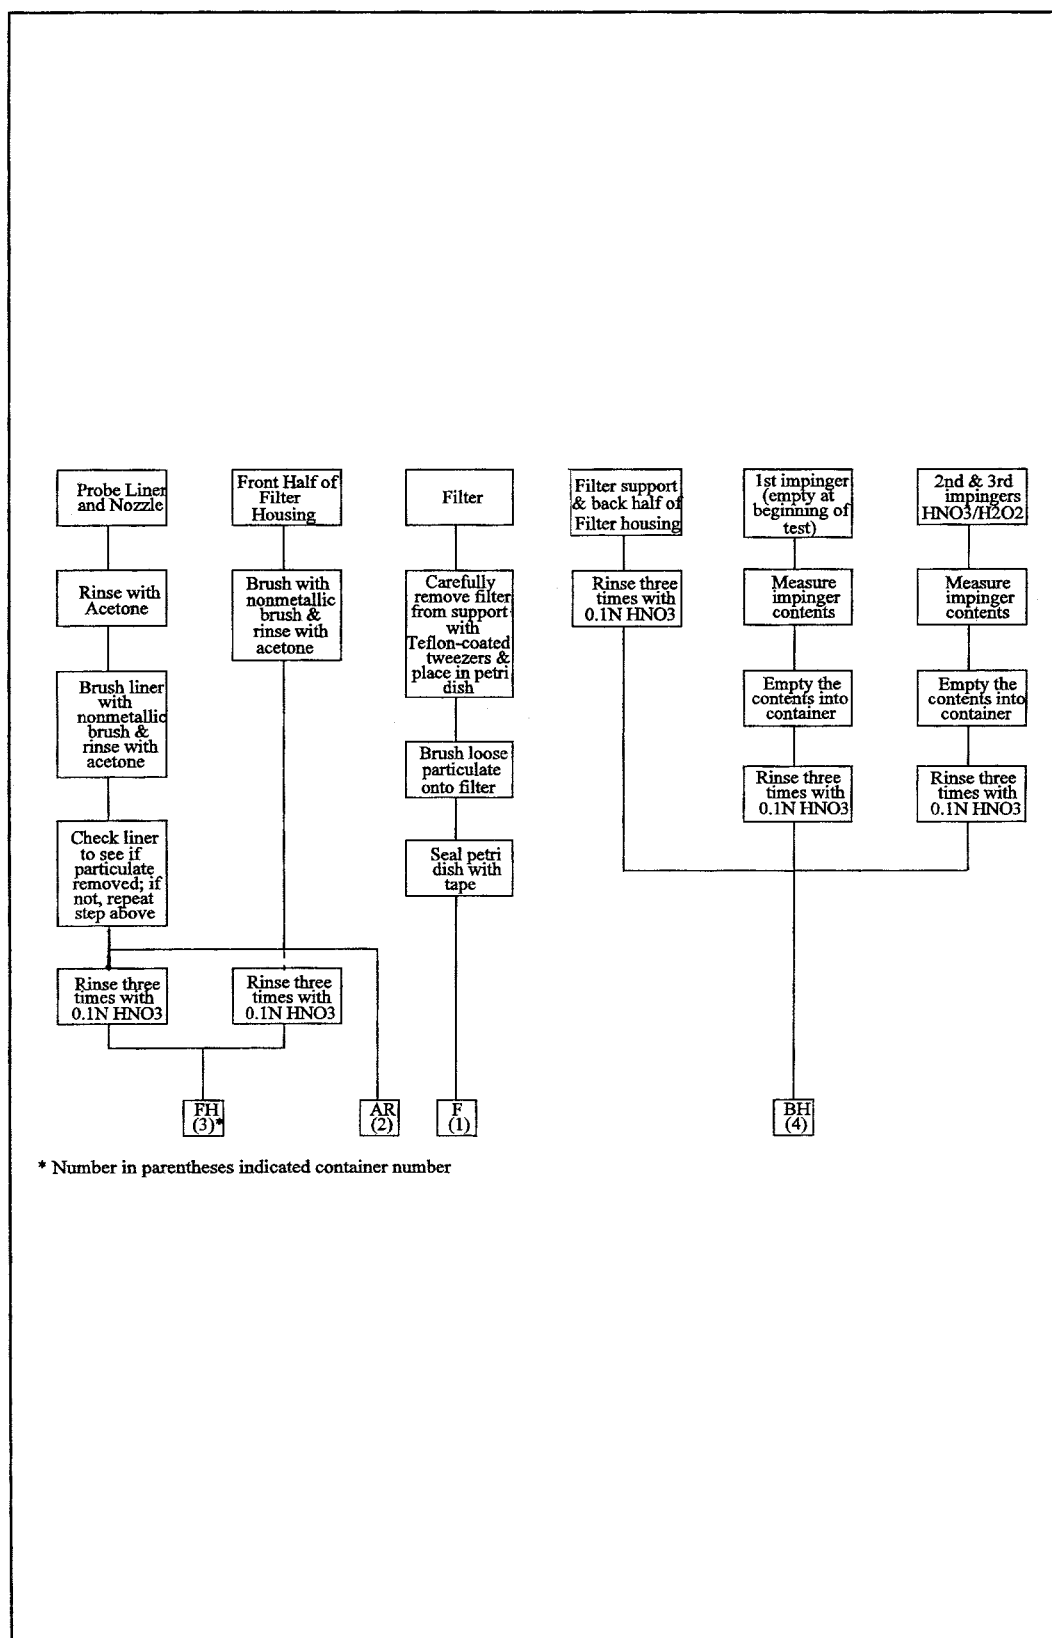 Probe Liner
and Nozzle
Rinse with
Acetone
Brush liner
with
nonmetallic
brush &
rinse with
acetone
Check liner
to see if
particulate
removed; if
not, repeat
step above
Rinse three
times with
0.1N HNO3
Front Half of
Filter
Housing
Brush with
nonmetallic
brush &
rinse with
acetone
Rinse three
times with
0.1N HNO3
FH
(3)*
AR
(2)
Filter
Carefully
remove filter
from support
with
Teflon-coated
tweezers &
place in petri
dish
Brush loose
particulate
onto filter
Seal petri
dish with
tape
F
(1)
Filter support
& back half of
Filter housing
Rinse three
times with
0.1N HNO3
1st impinger
(empty at
beginning of
test)
Measure
impinger
contents
Empty the
contents into
container
Rinse three
times with
0.1N HNO3
2nd & 3rd
impingers
HNO3/H2O2
Measure
impinger
contents
Empty the
contents into
container
Rinse three
times with
0.1N HNO3
BH
(4)
* Number in parentheses indicated container number